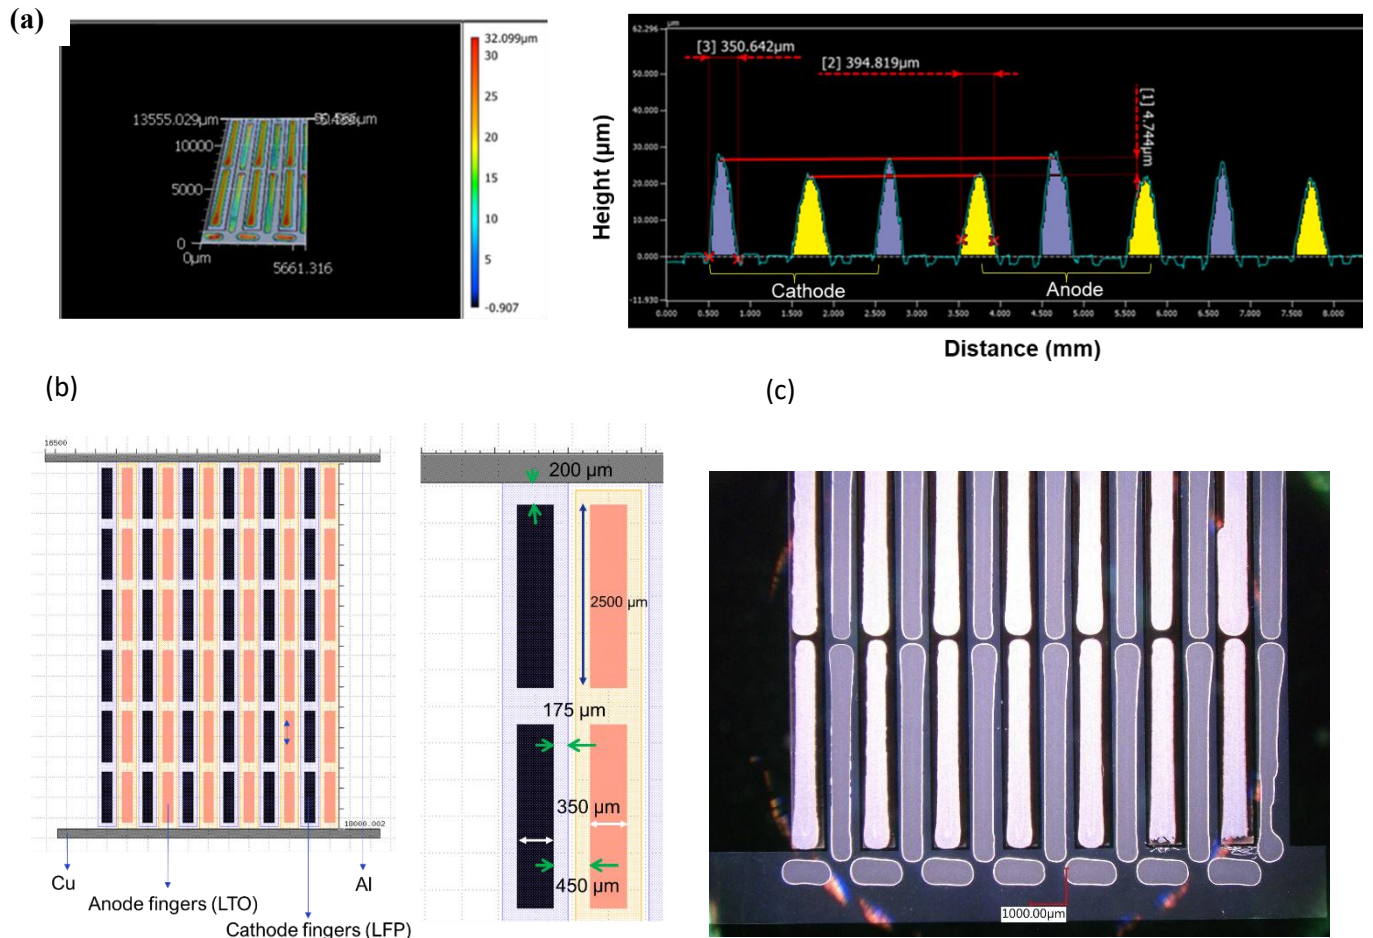 (a)
32.099µm
30
25
20
15
10
5
-0.907
13555.029µm
10000
5000
0
0µm
5661.316
µm
62.296
50.000
40.000
30.000
20.000
10.000
0.000
-11.930
Height (µm)
[3] 350.642µm
[2] 394.819µm
[1] 4.744µm
Cathode
Anode
0.000 0.500 1.000 1.500 2.000 2.500 3.000 3.500 4.000 4.500 5.000 5.500 6.000 6.500 7.000 7.500 8.000
Distance (mm)
(b)
16500
18000.002
Cu
Al
Anode fingers (LTO)
Cathode fingers (LFP)
200 µm
2500 µm
175 µm
350 µm
450 µm
(c)
1000.00µm